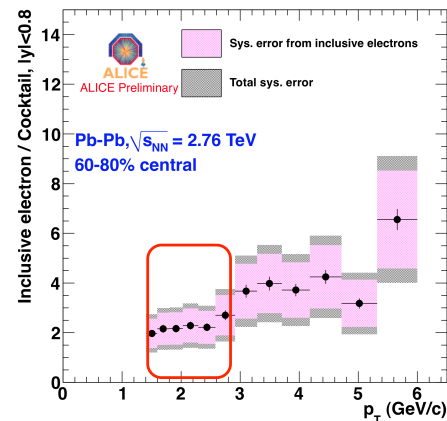 Inclusive electron / Cocktail, |y|<0.8
14
12
10
8
6
4
2
0
ALICE
ALICE Preliminary
Sys. error from inclusive electrons
Total sys. error
Pb-Pb, √sNN = 2.76 TeV
60-80% central
0 1 2 3 4 5 6
pT (GeV/c)